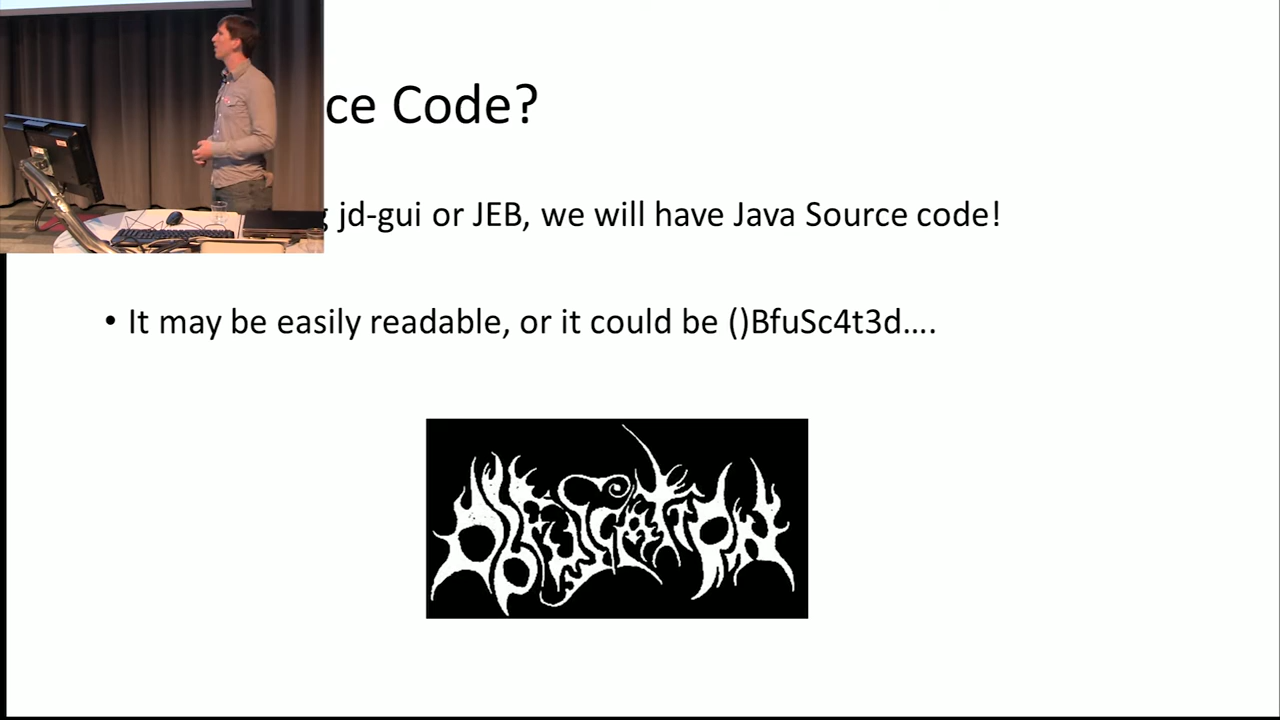 ce Code?
jd-gui or JEB, we will have Java Source code!
• It may be easily readable, or it could be ()BfuSc4t3d....
OBFUSCATION